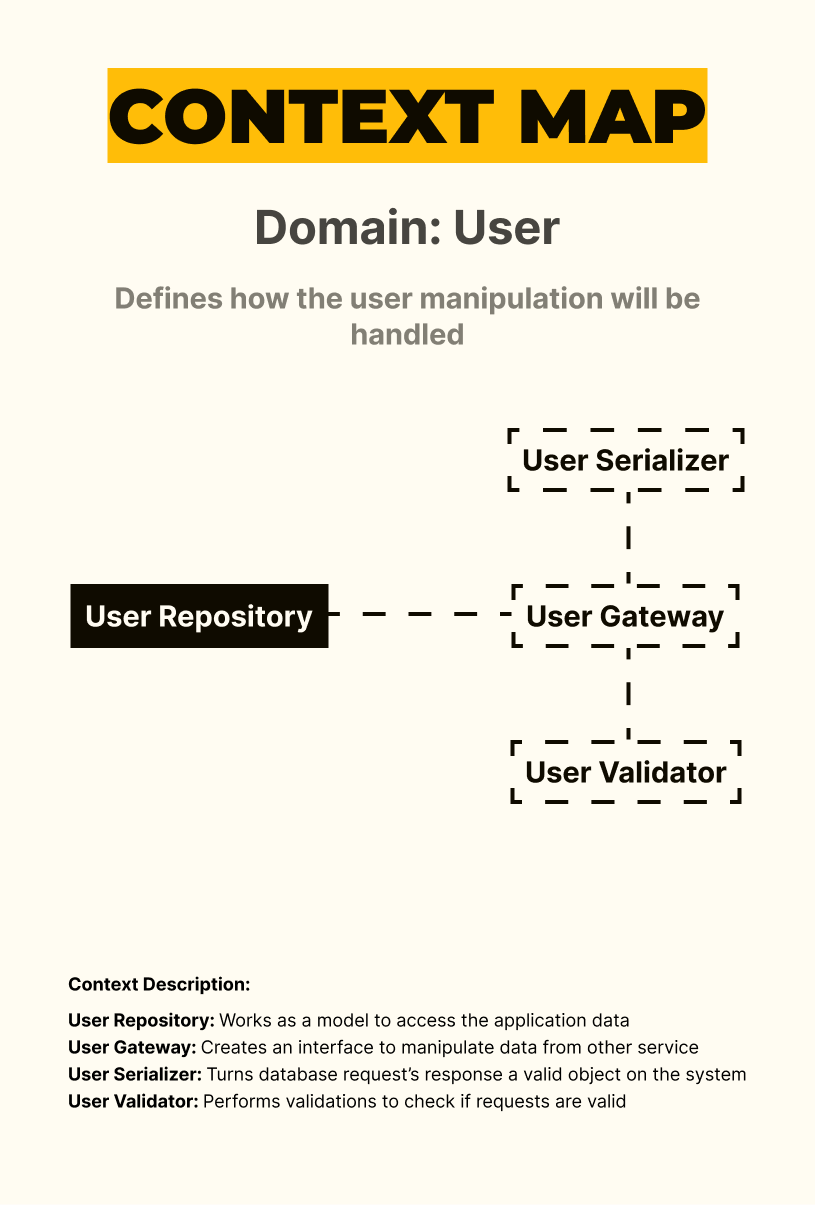 CONTEXT MAP
Domain: User
Defines how the user manipulation will be
handled
User Serializer
User Repository
User Gateway
User Validator
Context Description:
User Repository: Works as a model to access the application data
User Gateway: Creates an interface to manipulate data from other service
User Serializer: Turns database request’s response a valid object on the system
User Validator: Performs validations to check if requests are valid